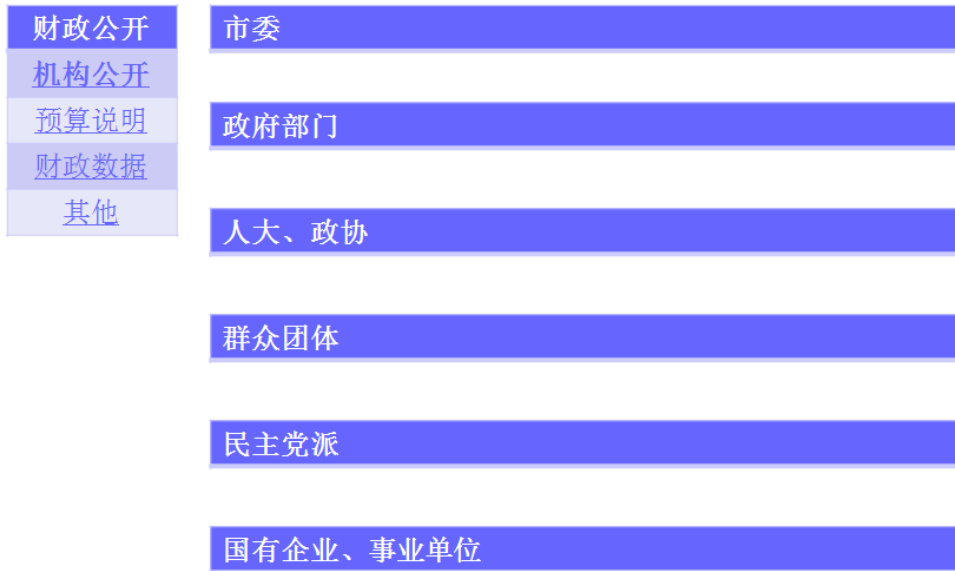 财政公开
机构公开
预算说明
财政数据
其他
市委
政府部门
人大、政协
群众团体
民主党派
国有企业、事业单位